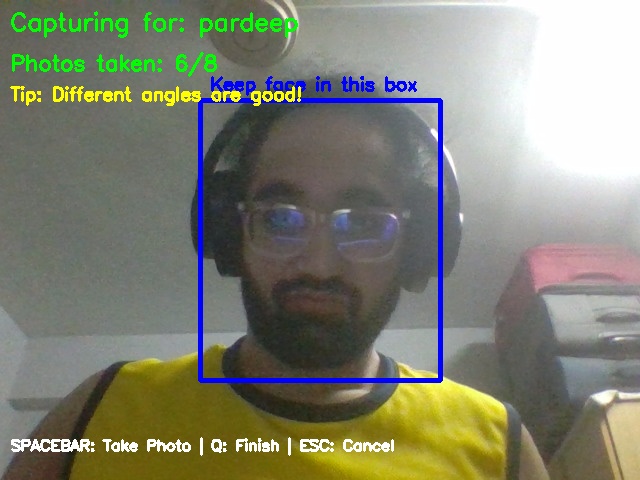 Capturing for: pardeep
Photos taken: 6/8
Keep face in this box
Tip: Different angles are good!
SPACEBAR: Take Photo | Q: Finish | ESC: Cancel